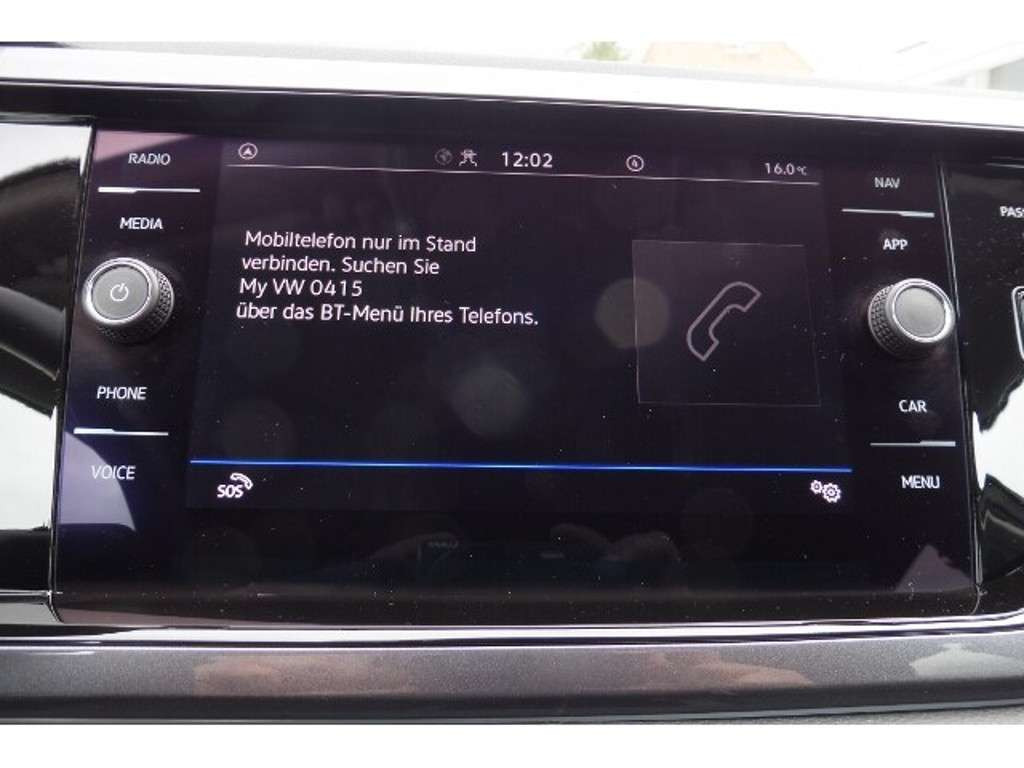 RADIO
MEDIA
PHONE
VOICE
12:02
4
16.0°C
Mobiltelefon nur im Stand
verbinden. Suchen Sie
My VW 0415
über das BT-Menü Ihres Telefons.
SOS
NAV
APP
CAR
MENU